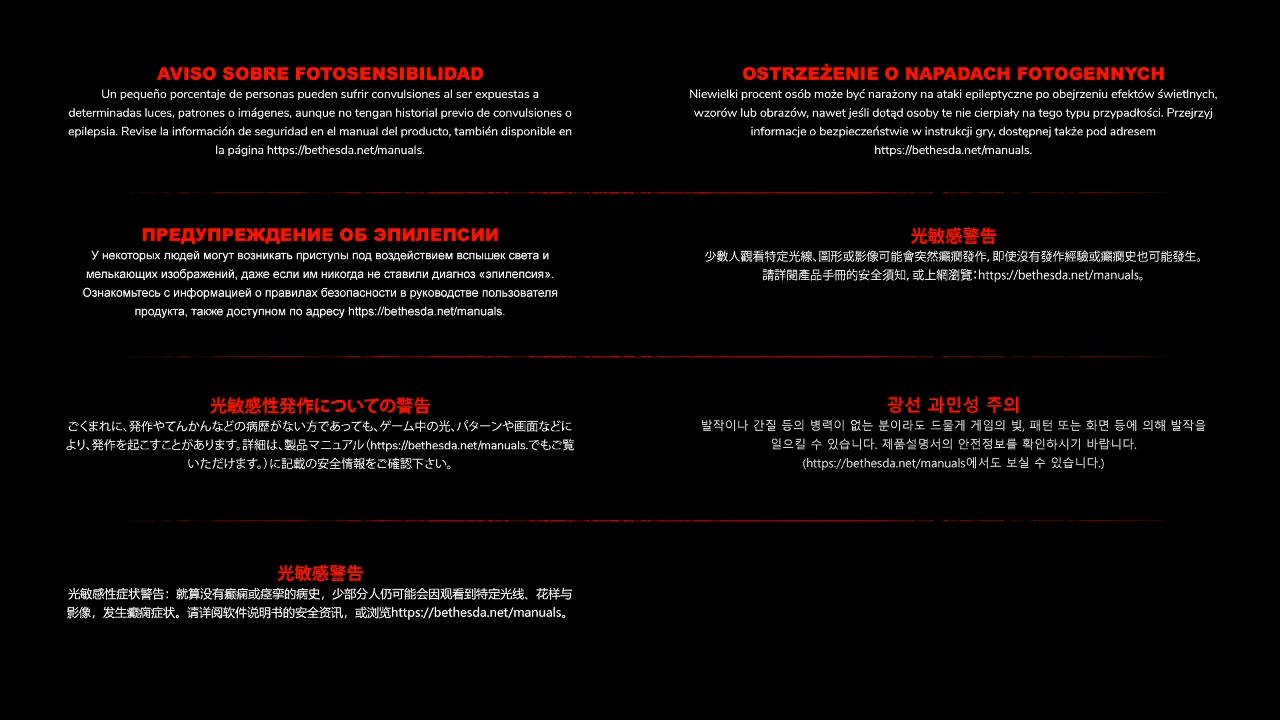 AVISO SOBRE FOTOSENSIBILIDAD
Un pequeño porcentaje de personas pueden sufrir convulsiones al ser expuestas a
determinadas luces, patrones o imágenes, aunque no tengan historial previo de convulsiones o
epilepsia. Revise la información de seguridad en el manual del producto, también disponible en
la página https://bethesda.net/manuals.
OSTRZEŻENIE O NAPADACH FOTOGENNYCH
Niewielki procent osób może być narażony na ataki epileptyczne po obejrzeniu efektów świetlnych,
wzorów lub obrazów, nawet jeśli dotąd osoby te nie cierpiały na tego typu przypadłości. Przejrzyj
informacje o bezpieczeństwie w instrukcji gry, dostępnej także pod adresem
https://bethesda.net/manuals.
ПРЕДУПРЕЖДЕНИЕ ОБ ЭПИЛЕПСИИ
У некоторых людей могут возникать приступы под воздействием вспышек света и
мелькающих изображений, даже если им никогда не ставили диагноз «эпилепсия».
Ознакомьтесь с информацией о правилах безопасности в руководстве пользователя
продукта, также доступном по адресу https://bethesda.net/manuals.
光敏感警告
少數人觀看特定光線、圖形或影像可能會突然癲癇發作, 即使沒有發作經驗或癲癇史也可能發生。
請詳閱產品手冊的安全須知, 或上網瀏覽：https://bethesda.net/manuals。
光敏感性発作についての警告
ごくまれに、発作やてんかんなどの病歴がない方であっても、ゲーム中の光、パターンや画面などに
より、発作を起こすことがあります。詳細は、製品マニュアル（https://bethesda.net/manuals.でもご覧
いただけます。）に記載の安全情報をご確認下さい。
광선 과민성 주의
발작이나 간질 등의 병력이 없는 분이라도 드물게 게임의 빛, 패턴 또는 화면 등에 의해 발작을
일으킬 수 있습니다. 제품설명서의 안전정보를 확인하시기 바랍니다.
(https://bethesda.net/manuals에서도 보실 수 있습니다.)
光敏感警告
光敏感性症状警告：就算没有癫痫或痉挛的病史，少部分人仍可能会因观看到特定光线、花样与
影像，发生癫痫症状。请详阅软件说明书的安全资讯，或浏览https://bethesda.net/manuals。